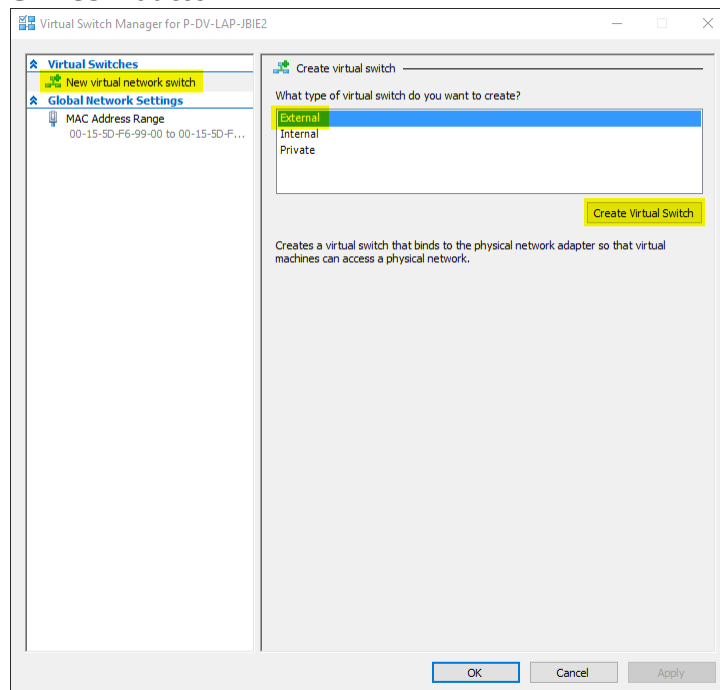 Virtual Switch Manager for P-DV-LAP-JBIE2
Virtual Switches
New virtual network switch
Global Network Settings
MAC Address Range
00-15-5D-F6-99-00 to 00-15-5D-F...
Create virtual switch
What type of virtual switch do you want to create?
External
Internal
Private
Create Virtual Switch
Creates a virtual switch that binds to the physical network adapter so that virtual
machines can access a physical network.
OK
Cancel
Apply